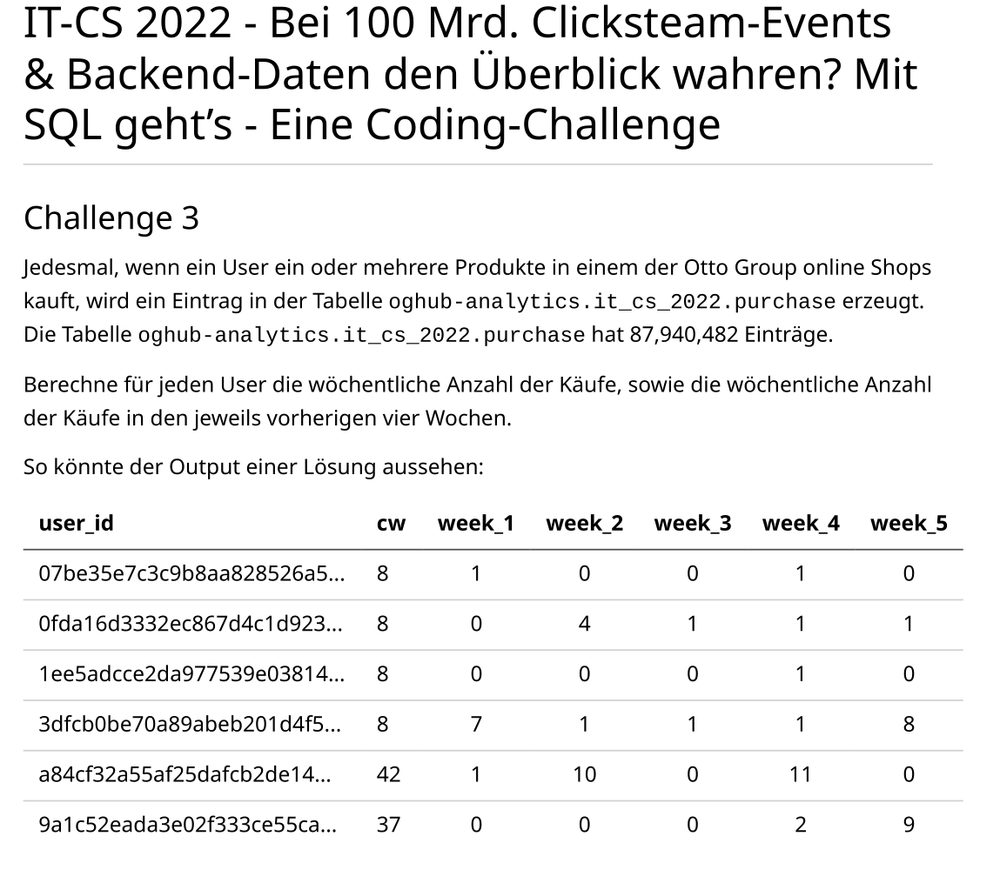 IT-CS 2022 - Bei 100 Mrd. Clicksteam-Events
& Backend-Daten den Überblick wahren? Mit
SQL geht’s - Eine Coding-Challenge
Challenge 3
Jedesmal, wenn ein User ein oder mehrere Produkte in einem der Otto Group online Shops
kauft, wird ein Eintrag in der Tabelle oghub-analytics.it_cs_2022.purchase erzeugt.
Die Tabelle oghub-analytics.it_cs_2022.purchase hat 87,940,482 Einträge.
Berechne für jeden User die wöchentliche Anzahl der Käufe, sowie die wöchentliche Anzahl
der Käufe in den jeweils vorherigen vier Wochen.
So könnte der Output einer Lösung aussehen:
user_id cw week_1 week_2 week_3 week_4 week_5
07be35e7c3c9b8aa828526a5... 8 1 0 0 1 0
0fda16d3332ec867d4c1d923... 8 0 4 1 1 1
1ee5adcce2da977539e03814... 8 0 0 0 1 0
3dfcb0be70a89abeb201d4f5... 8 7 1 1 1 8
a84cf32a55af25dafcb2de14... 42 1 10 0 11 0
9a1c52eada3e02f333ce55ca... 37 0 0 0 2 9